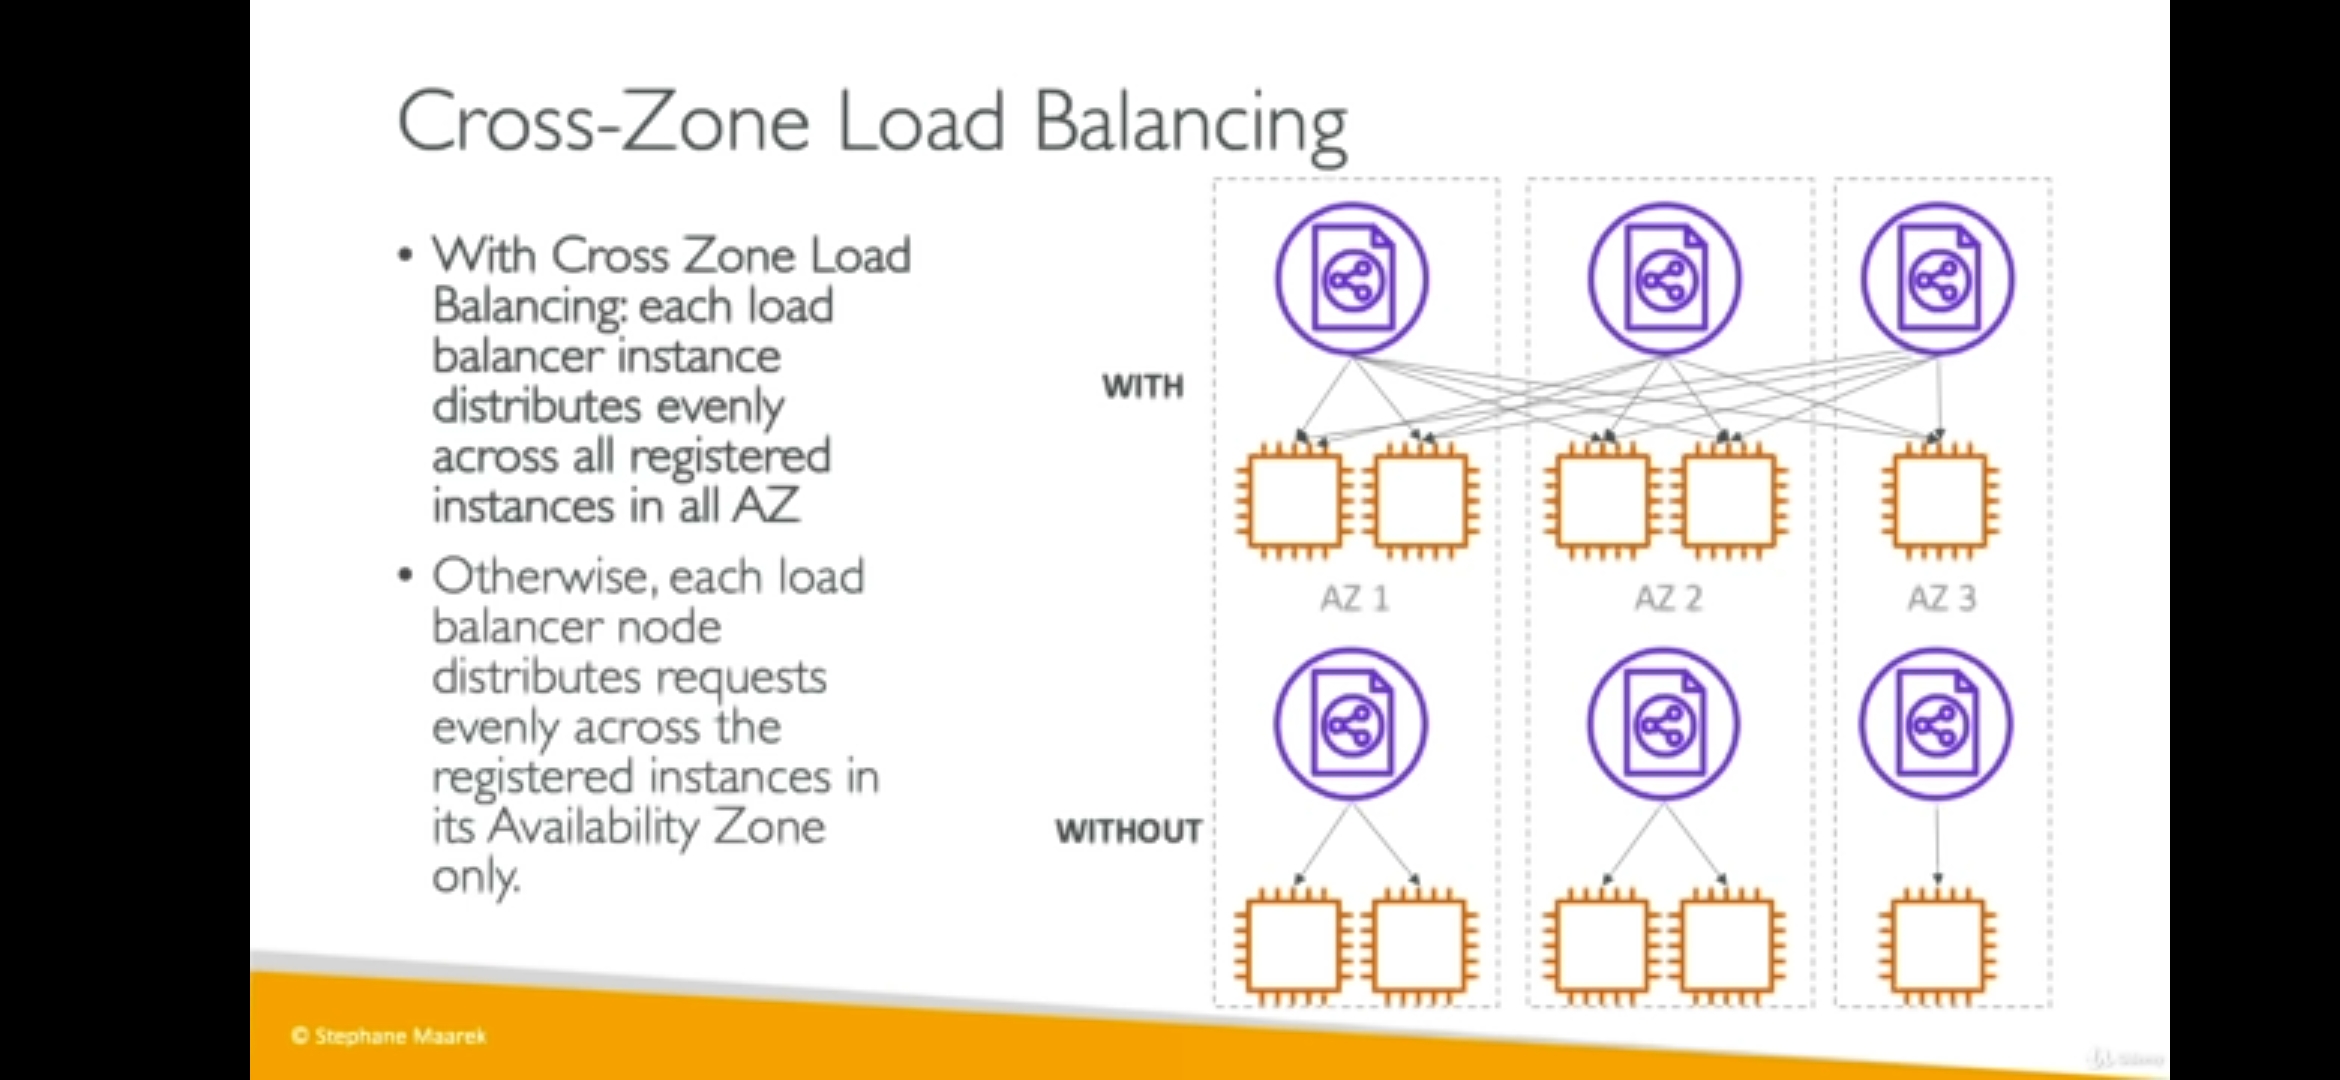 Cross-Zone Load Balancing
• With Cross Zone Load
Balancing: each load
balancer instance
distributes evenly
across all registered
instances in all AZ
• Otherwise, each load
balancer node
distributes requests
evenly across the
registered instances in
its Availability Zone
only.
WITH
AZ 1
AZ 2
AZ 3
WITHOUT
© Stephane Maarek